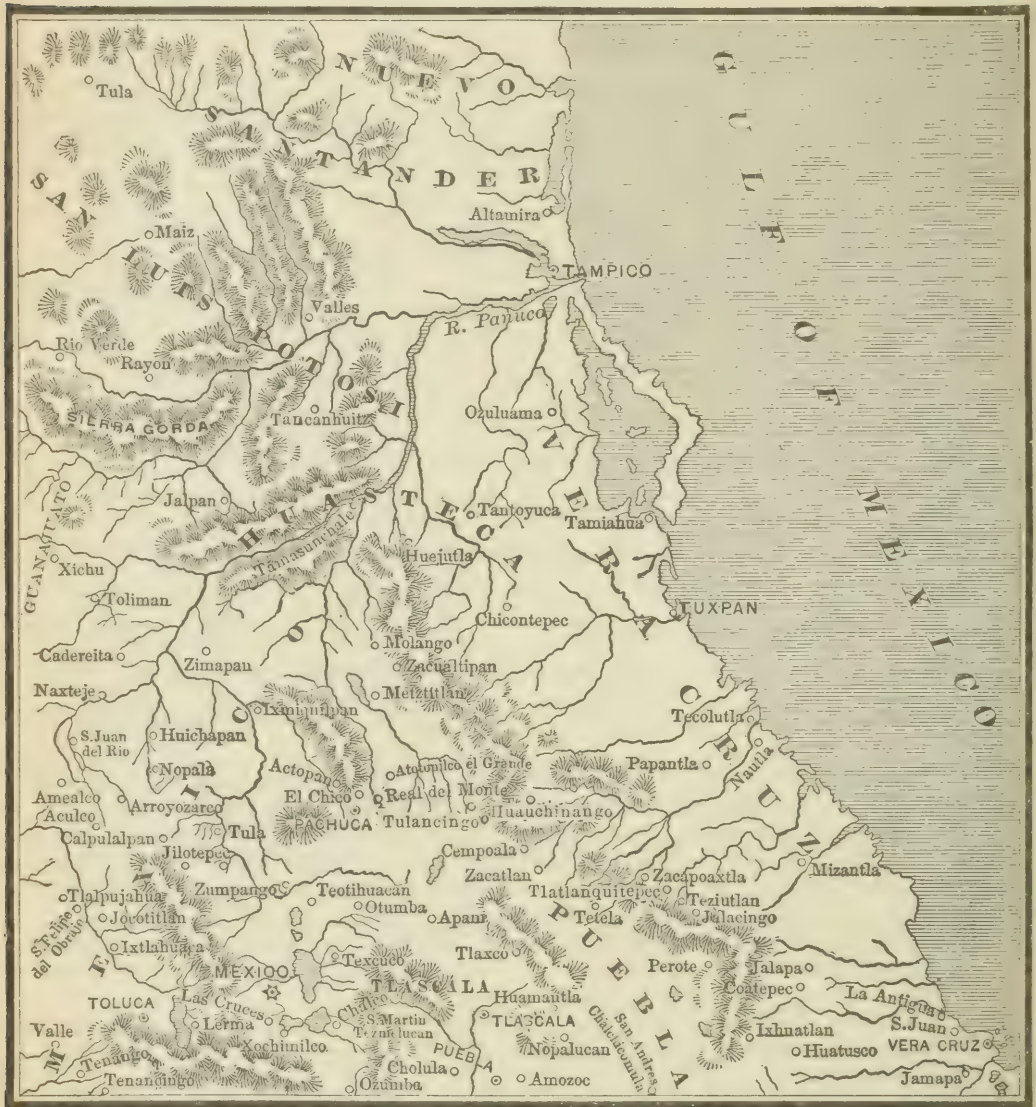 NUEVO
SANTANDER
GULF OF MEXICO
Tula
SAN LUIS POTOSI
Maiz
Altamira
TAMPICO
Valles
R. Panuco
Rio Verde
Rayon
SIERRA GORDA
Tancanhuitz
Ozuluama
VERA CRUZ
Jalpan
HUASTECA
Tantoyuca
Tamiahua
GUANAJUATO
Xichu
Tamasunchale
Huejutla
Toliman
Chicontepec
TUXPAN
Cadereita
Zimapau
Molango
Zacualtipan
Naxteje
Ixmiquilpan
Metztitlan
Tecolutla
S. Juan
del Rio
Huichapan
Nopala
Actopan
Atotonilco el Grande
Papantla
Nautla
Amealco
Aculco
Arroyozarco
El Chico
Real del Monte
PACHUCA
Tulancingo
Huauchinango
Calpulalpan
Tula
Jilotepec
Cempoala
Zacatlan
Zacapoaxtla
Mizantla
Tlalpujahua
Zumpango
Teotihuacan
Otumba
Tlatlanquitepec
Teziutlan
Jocotitlan
Apam
Tetela
Jalacingo
S. Felipe
del Obraje
Ixtlahuaca
MEXICO
Texcuco
Tlaxco
PUEBLA
Perote
Jalapa
TLASCALA
Coatepec
TOLUCA
Las Cruces
Chalco
Huamantla
La Antigua
Lerma
S. Martin
TLASCALA
San Andres
Chalchicomula
Ixhuatlan
S. Juan
VERA CRUZ
Valle
Xochimilco
Nopalucan
Huatusco
Tenango
PUEB A
Cholula
Tenancingo
Ozumba
Amozoc
Jamapa